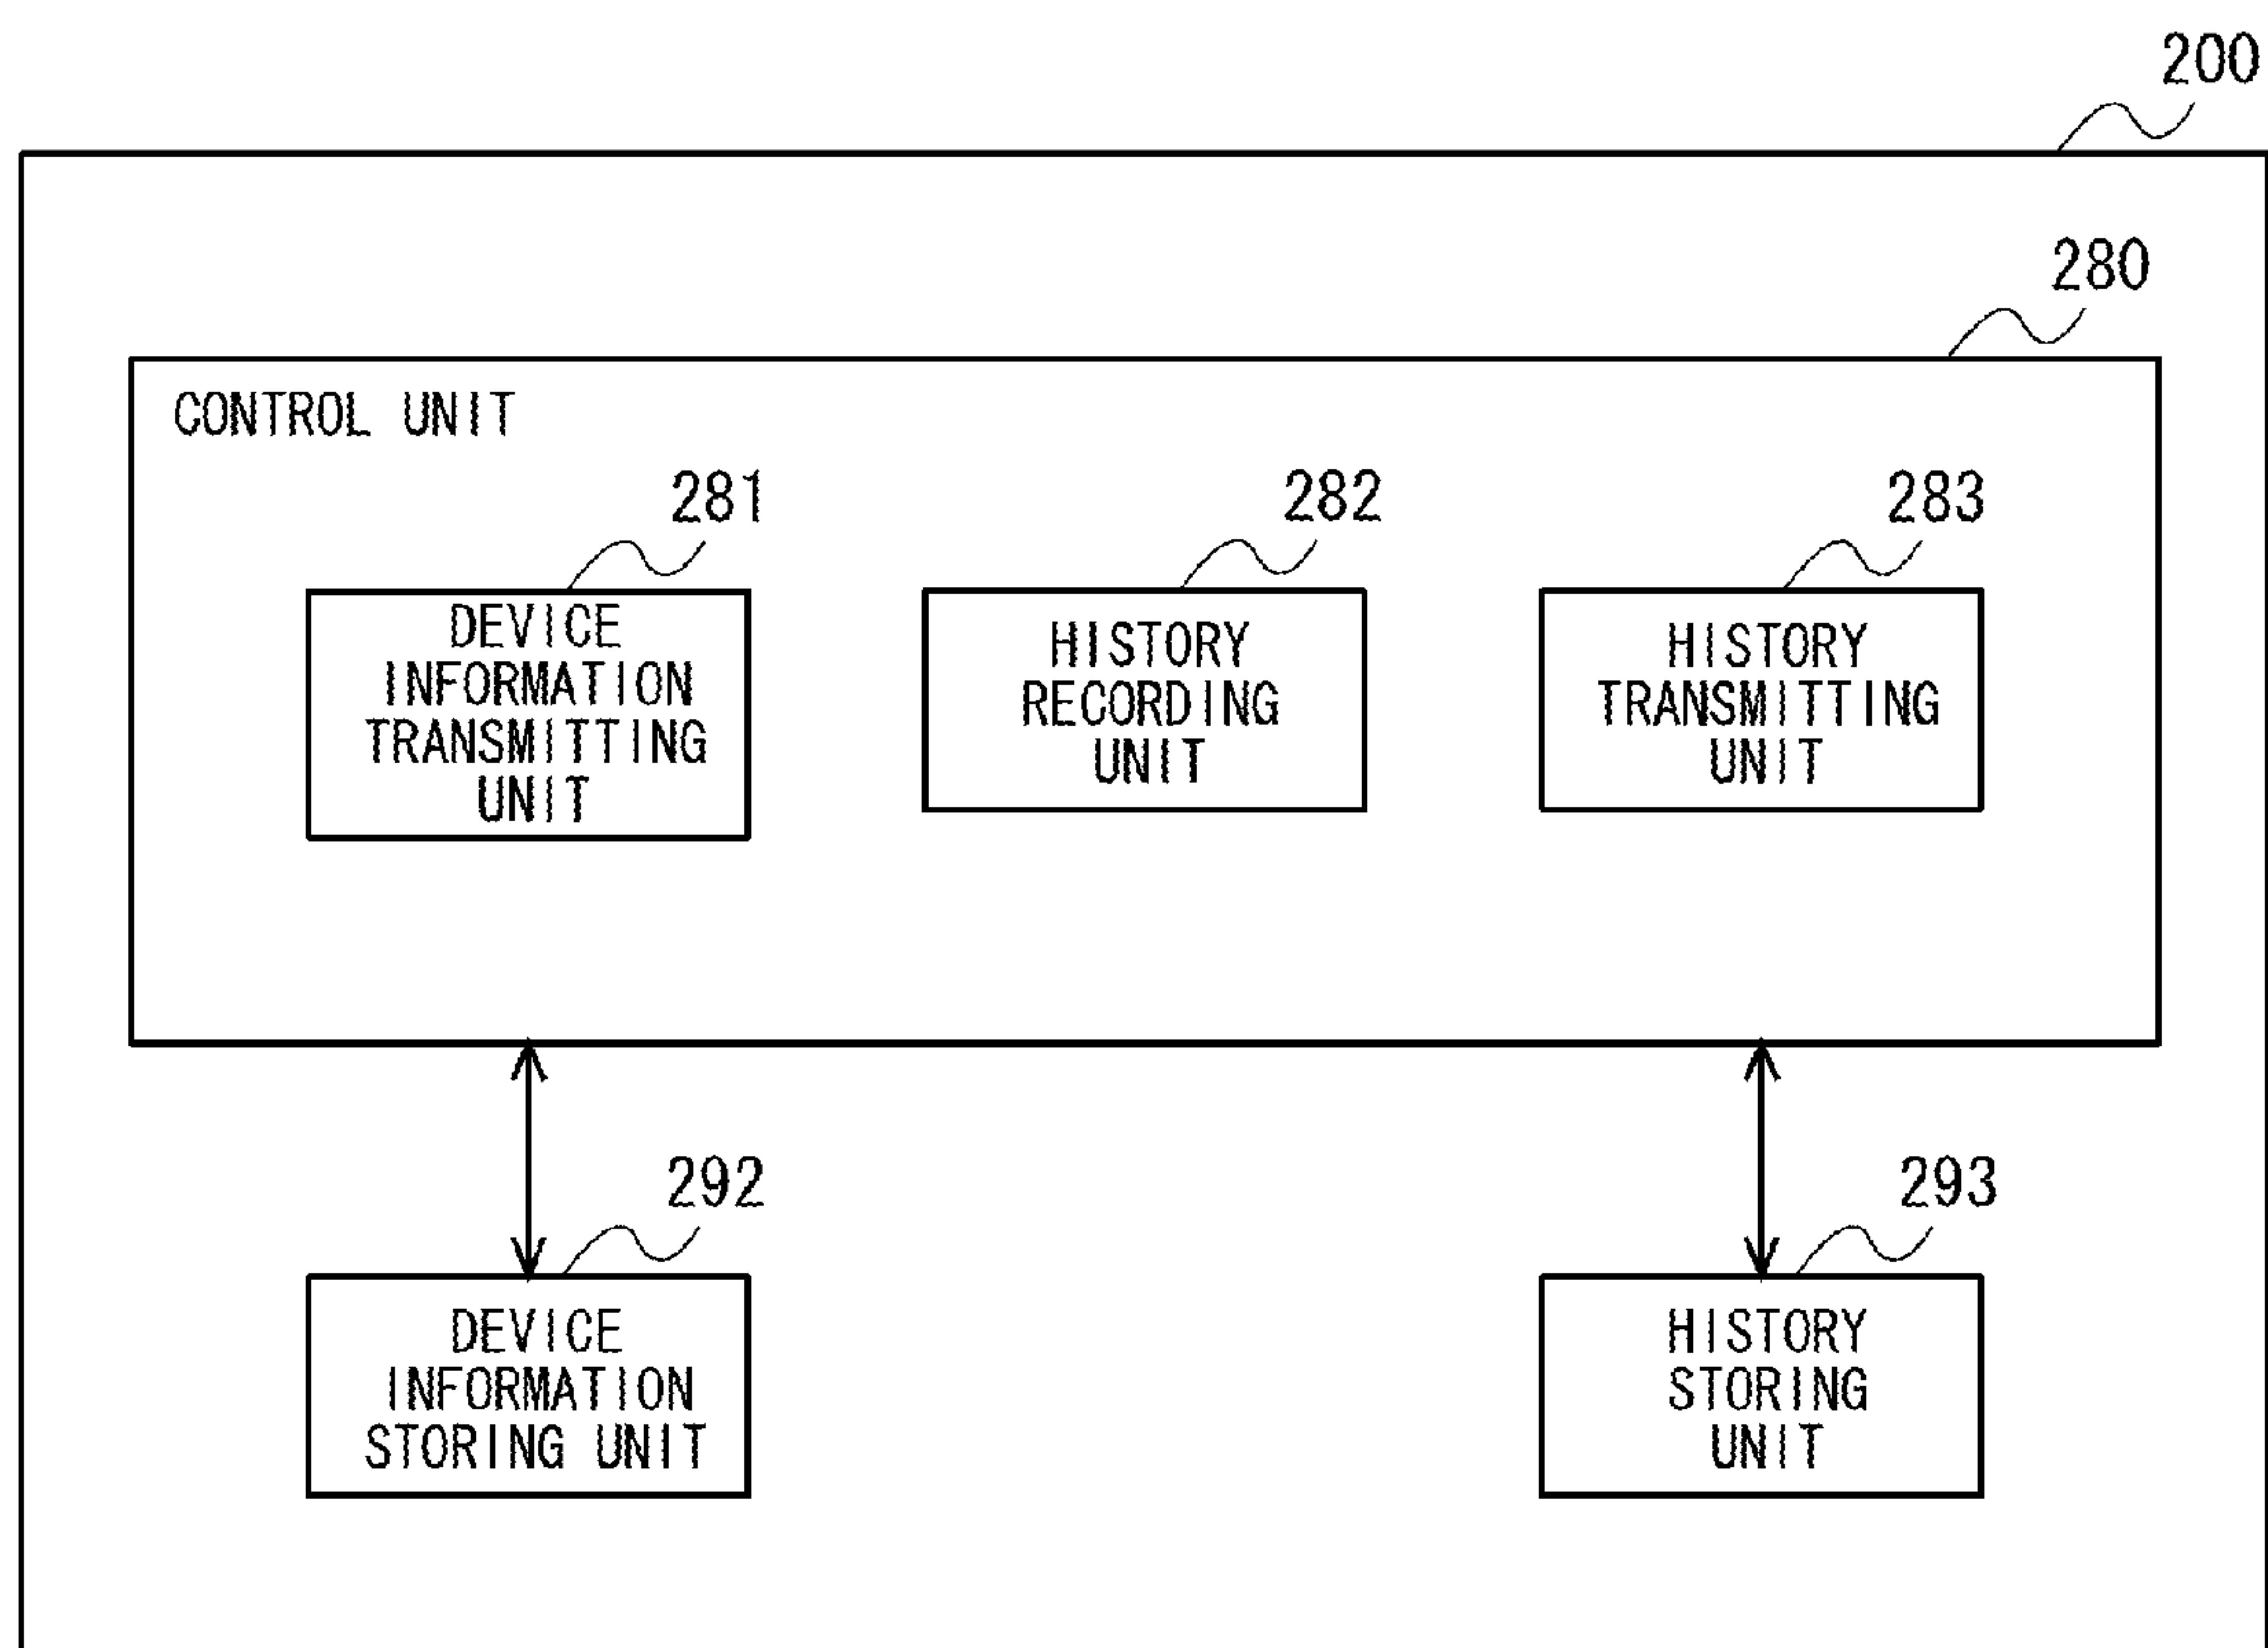 200
280
CONTROL UNIT
281
282
283
DEVICE
INFORMATION
TRANSMITTING
UNIT
HISTORY
RECORDING
UNIT
HISTORY
TRANSMITTING
UNIT
292
293
DEVICE
INFORMATION
STORING UNIT
HISTORY
STORING
UNIT